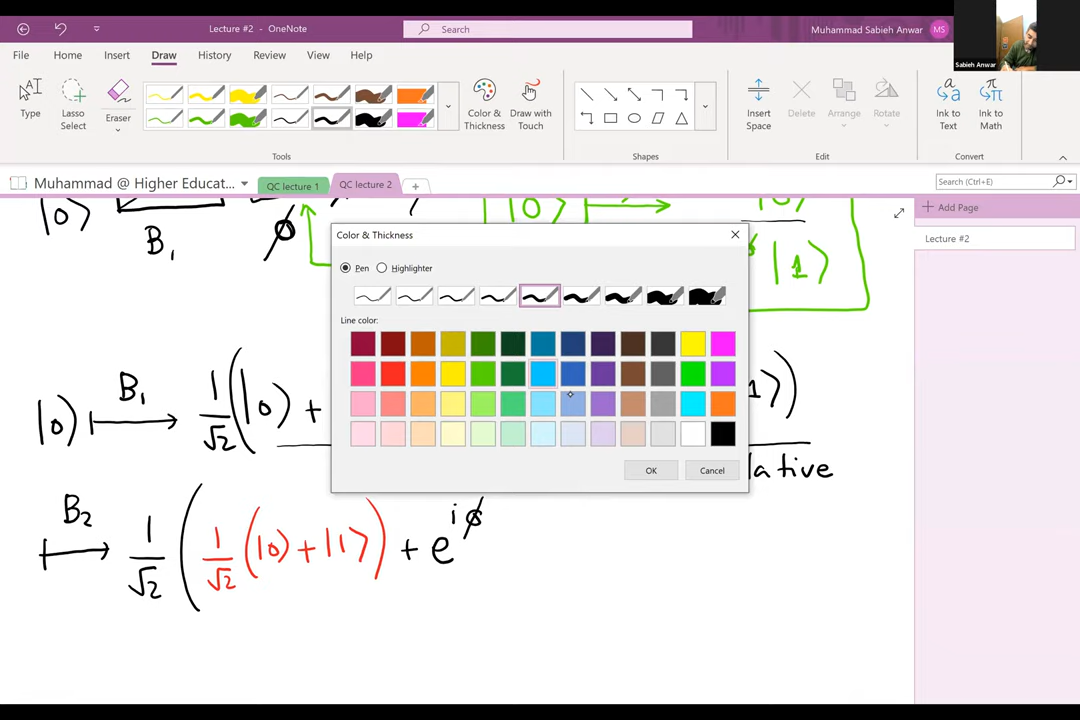 Lecture #2 - OneNote
Search
Muhammad Sabieh Anwar
MS
Sabieh Anwar
File Home Insert Draw History Review View Help
Type
Lasso Select
Eraser
Color & Thickness
Draw with Touch
Insert Space
Delete
Arrange
Rotate
Ink to Text
Ink to Math
Tools
Shapes
Edit
Convert
Muhammad @ Higher Educat...
QC lecture 1
QC lecture 2
Search (Ctrl+E)
Add Page
Lecture #2
|0⟩
B₁
ϕ
|0⟩
|1⟩
Color & Thickness
Pen
Highlighter
Line color:
OK
Cancel
|0⟩ B₁ 1/√2 (|0⟩ +
1⟩)
lative
B₂ 1/√2 ( 1/√2 (|0⟩ + |1⟩) + e^iϕ